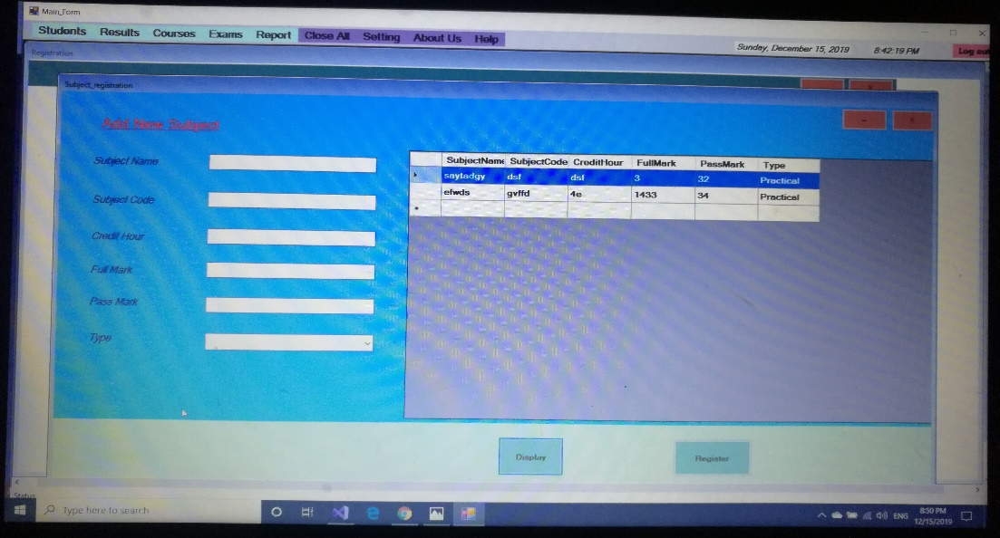 Main_Form
Students Results Courses Exams Report Close All Setting About Us Help
Sunday, December 15, 2019 8:42:19 PM Log out
Registration
Subject_registration
Add New Subject
Subject Name
Subject Code
Credit Hour
Full Mark
Pass Mark
Type
SubjectName SubjectCode CreditHour FullMark PassMark Type
dsf dsf 3 32 Practical
efwds gvffd 4e 1433 34 Practical
Display Register
Status
Type here to search
ENG 8:50 PM
12/15/2019